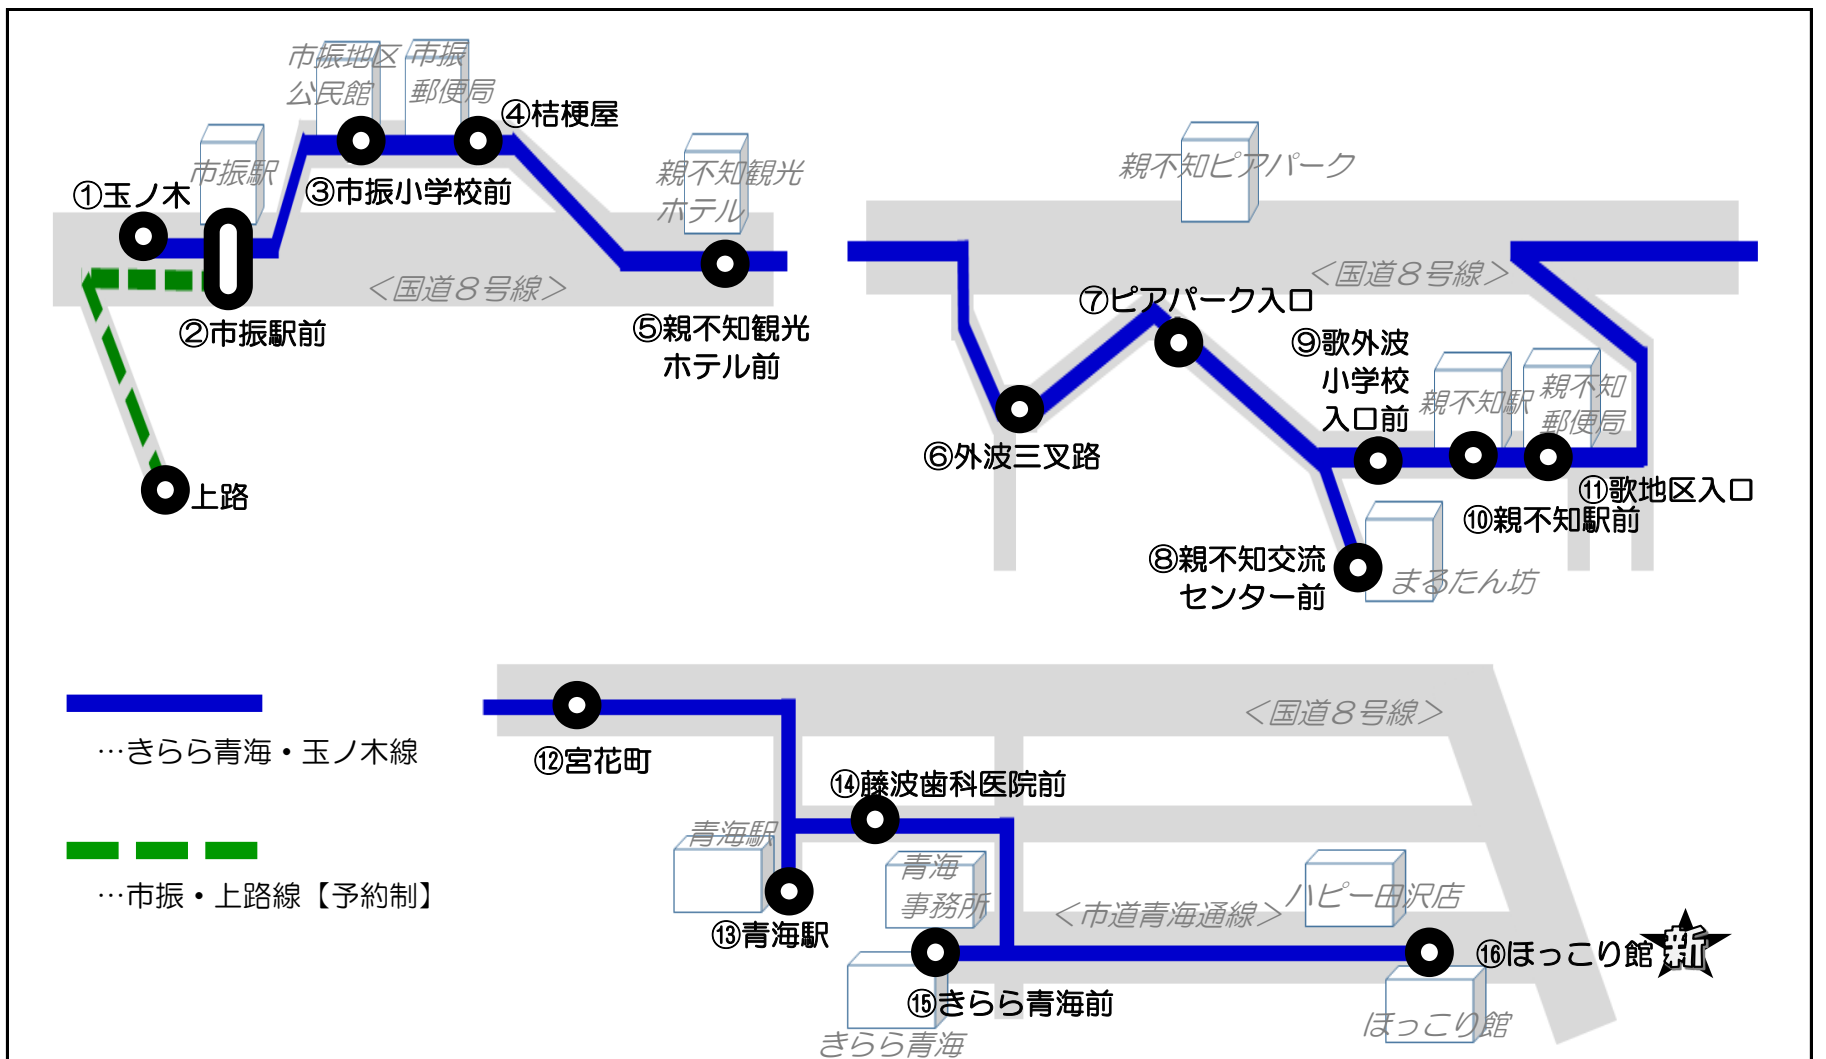 市振地区
公民館
市振
郵便局
④桔梗屋
市振駅
①玉ノ木
③市振小学校前
親不知観光
ホテル
<国道８号線>
②市振駅前
⑤親不知観光
ホテル前
上路
親不知ピアパーク
<国道８号線>
⑦ピアパーク入口
⑨歌外波
小学校
入口前
親不知駅
親不知
郵便局
⑥外波三叉路
⑪歌地区入口
⑩親不知駅前
⑧親不知交流
センター前
まるたん坊
…きらら青海・玉ノ木線
…市振・上路線【予約制】
<国道８号線>
⑫宮花町
⑭藤波歯科医院前
青海駅
⑬青海駅
青海
事務所
<市道青海通線>
ハピー田沢店
⑯ほっこり館
新
⑮きらら青海前
きらら青海
ほっこり館